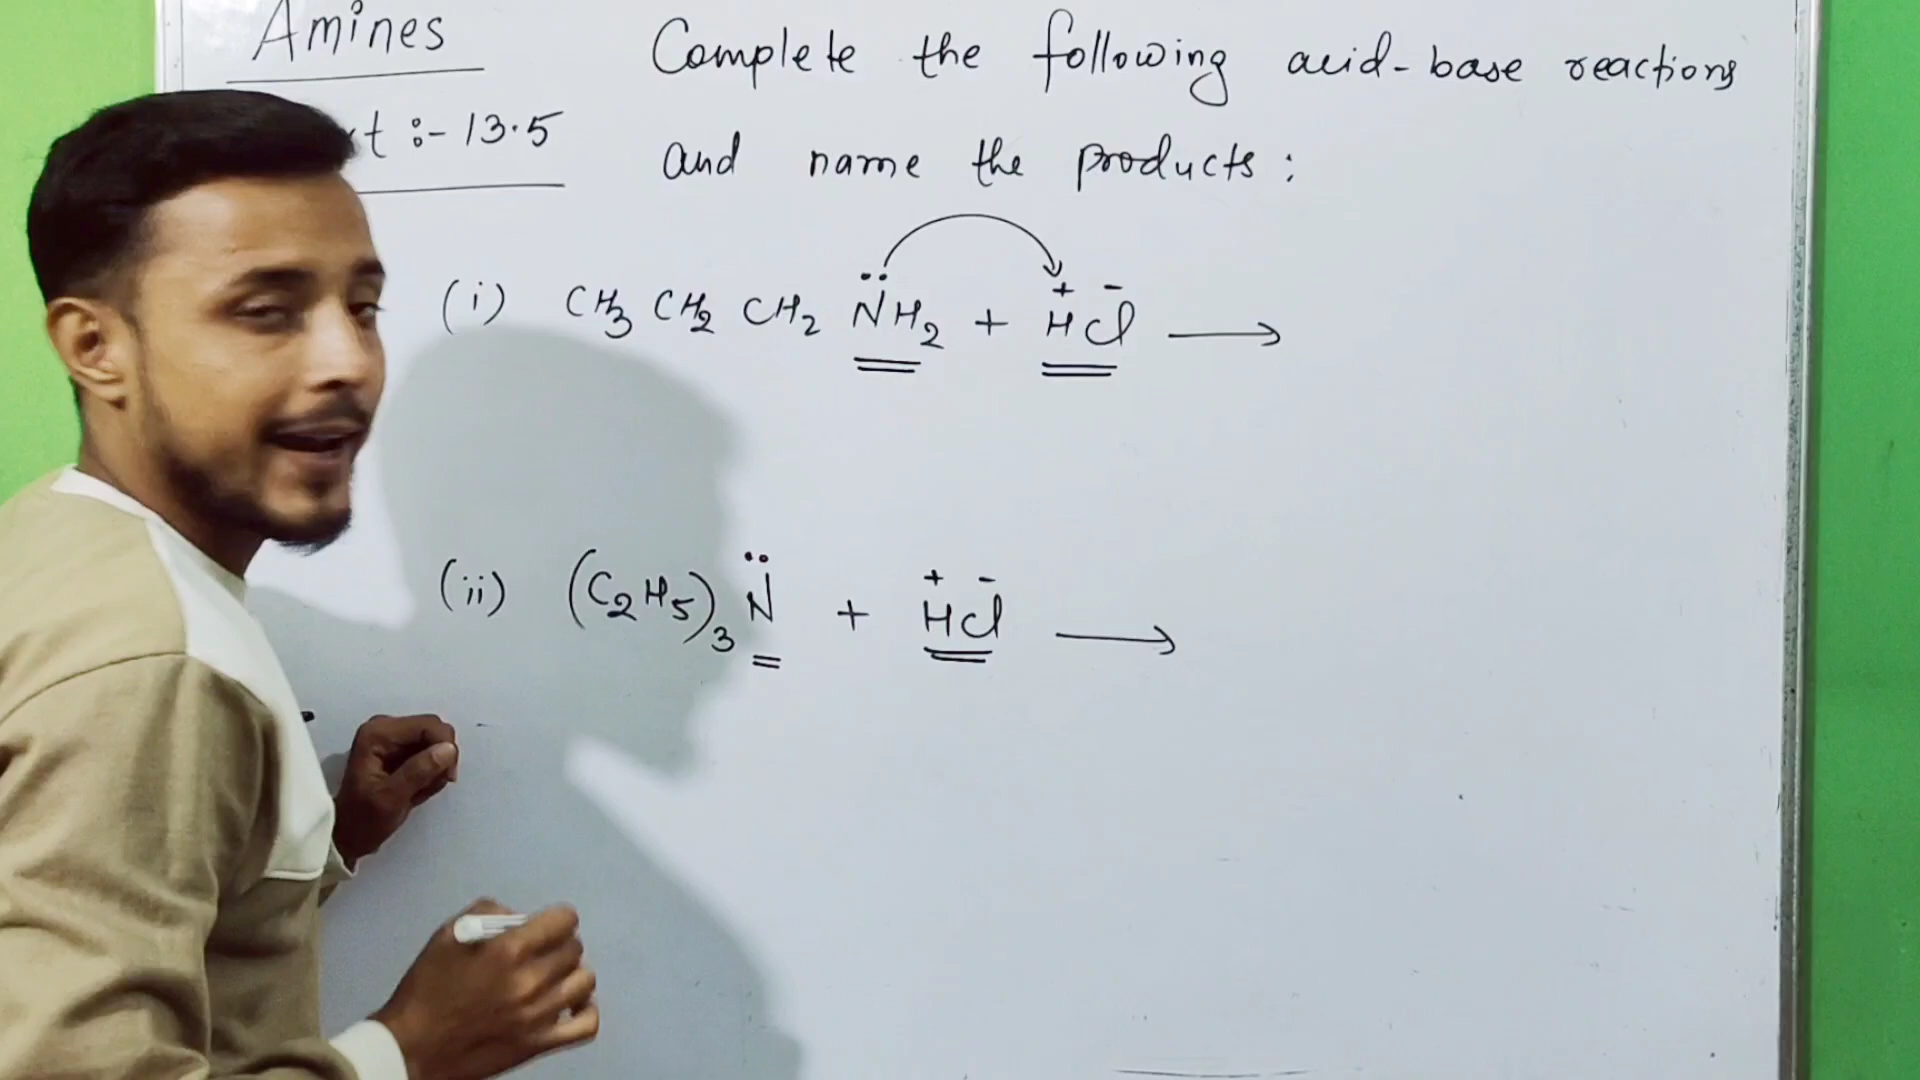 Amines
t :- 13.5
Complete the following acid-base reactions
and name the products :
(i) CH3 CH2 CH2 N̈H2 + H⁺Cl⁻ ⟶
(ii) (C2H5)3 N̈ + H⁺Cl⁻ ⟶